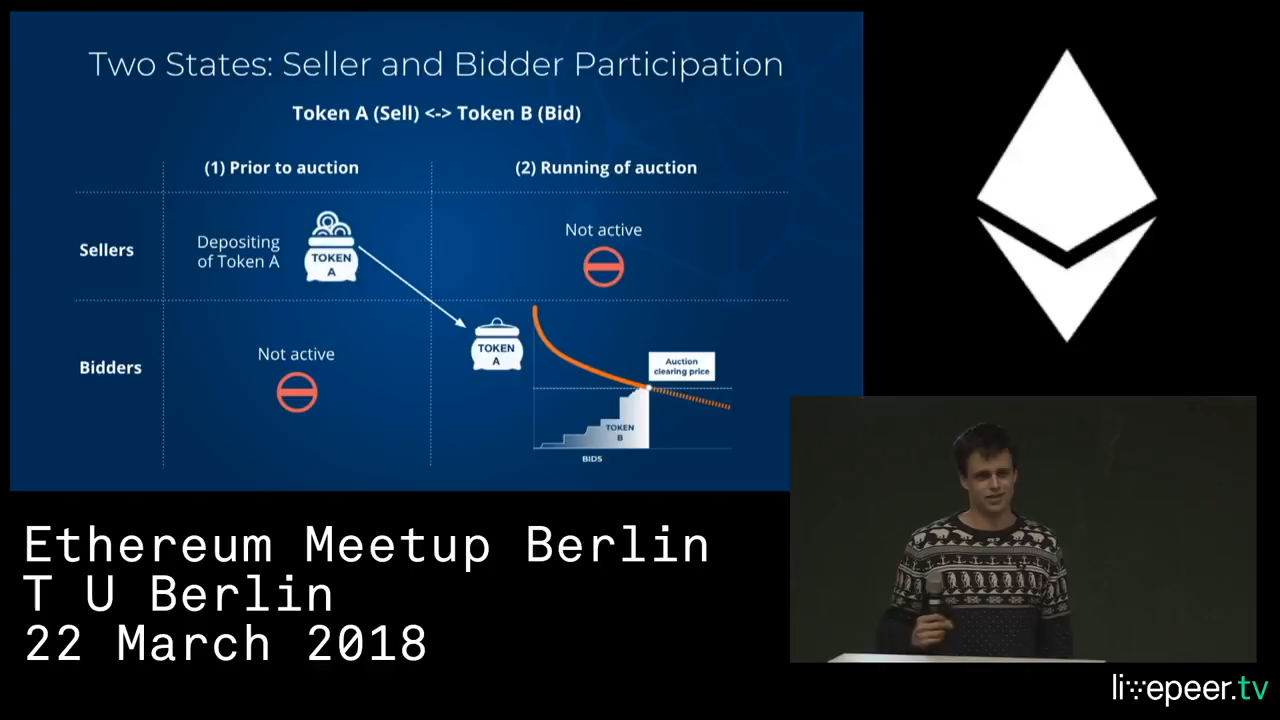 Two States: Seller and Bidder Participation
Token A (Sell) <-> Token B (Bid)
(1) Prior to auction
(2) Running of auction
Sellers
Depositing
of Token A
TOKEN
A
Not active
Bidders
Not active
TOKEN
A
Auction
clearing price
TOKEN
B
BIDS
Ethereum Meetup Berlin
T U Berlin
22 March 2018
livepeer.tv